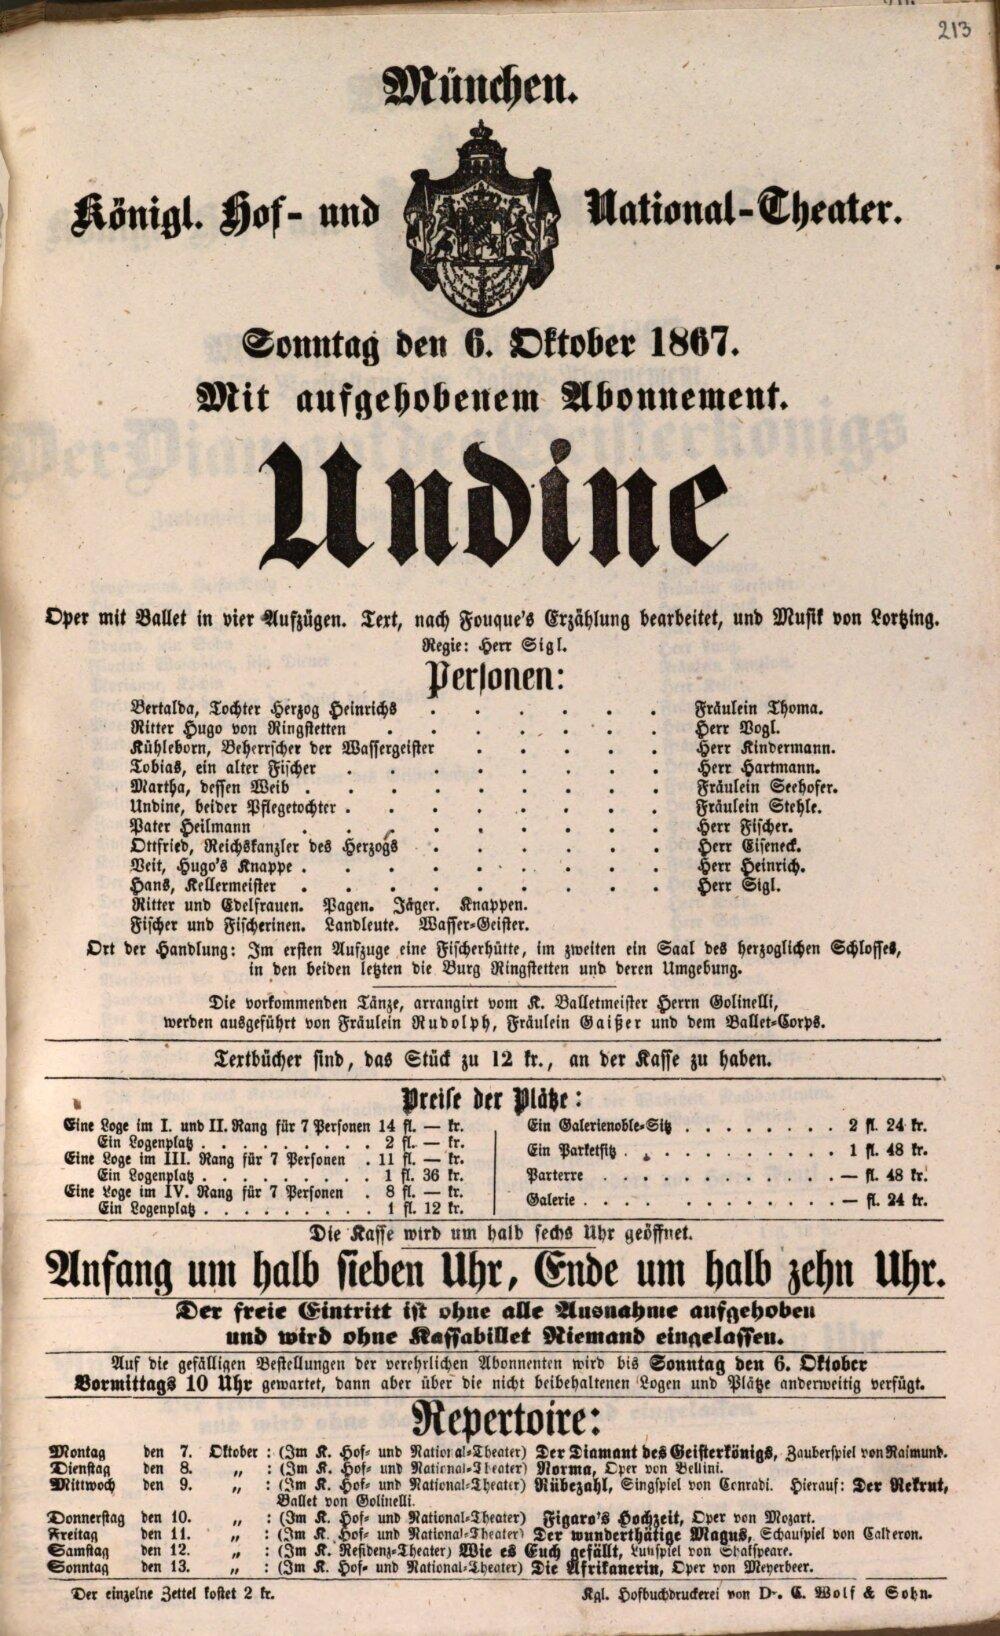 213
München.
Königl. Hof- und National-Theater.
Sonntag den 6. Oktober 1867.
Mit aufgehobenem Abonnement.
Undine
Oper mit Ballet in vier Aufzügen. Text, nach Fouque's Erzählung bearbeitet, und Musik von Lortzing.
Regie: Herr Sigl.
Personen:
Bertalda, Tochter Herzog Heinrichs . . . . . . Fräulein Thoma.
Ritter Hugo von Ringstetten . . . . . . Herr Vogl.
Kühleborn, Beherrscher der Wassergeister . . . . . Herr Kindermann.
Tobias, ein alter Fischer . . . . . . . Herr Hartmann.
Martha, dessen Weib . . . . . . . . Fräulein Seehofer.
Undine, beider Pflegetochter . . . . . . . Fräulein Stehle.
Pater Heilmann . . . . . . . . Herr Fischer.
Ottfried, Reichskanzler des Herzogs . . . . . . Herr Eiseneck.
Veit, Hugo's Knappe . . . . . . . . Herr Heinrich.
Hans, Kellermeister . . . . . . . . Herr Sigl.
Ritter und Edelfrauen. Pagen. Jäger. Knappen.
Fischer und Fischerinen. Landleute. Wasser-Geister.
Ort der Handlung: Im ersten Aufzuge eine Fischerhütte, im zweiten ein Saal des herzoglichen Schlosses,
in den beiden letzten die Burg Ringstetten und deren Umgebung.
Die vorkommenden Tänze, arrangirt vom K. Balletmeister Herrn Golinelli,
werden ausgeführt von Fräulein Rudolph, Fräulein Gaißer und dem Ballet-Corps.
Textbücher sind, das Stück zu 12 kr., an der Kasse zu haben.
Preise der Plätze:
Eine Loge im I. und II. Rang für 7 Personen 14 fl. — kr.
Ein Logenplatz . . . . . . . . . 2 fl. — kr.
Eine Loge im III. Rang für 7 Personen . 11 fl. — kr.
Ein Logenplatz . . . . . . . . . 1 fl. 36 kr.
Eine Loge im IV. Rang für 7 Personen . 8 fl. — kr.
Ein Logenplatz . . . . . . . . . 1 fl. 12 kr.
Ein Galerienoble-Sitz . . . . . . . . 2 fl. 24 kr.
Ein Parketsitz . . . . . . . . . . 1 fl. 48 kr.
Parterre . . . . . . . . . . . — fl. 48 kr.
Galerie . . . . . . . . . . . — fl. 24 kr.
Die Kasse wird um halb sechs Uhr geöffnet.
Anfang um halb sieben Uhr, Ende um halb zehn Uhr.
Der freie Eintritt ist ohne alle Ausnahme aufgehoben
und wird ohne Kassabillet Niemand eingelassen.
Auf die gefälligen Bestellungen der verehrlichen Abonnenten wird bis Sonntag den 6. Oktober
Vormittags 10 Uhr gewartet, dann aber über die nicht beibehaltenen Logen und Plätze anderweitig verfügt.
Repertoire:
Montag den 7. Oktober : (Im K. Hof- und National-Theater) Der Diamant des Geisterkönigs, Zauberspiel von Raimund.
Dienstag den 8. „ : (Im K. Hof- und National-Theater) Norma, Oper von Bellini.
Mittwoch den 9. „ : (Im K. Hof- und National-Theater) Rübezahl, Singspiel von Conradi. Hierauf: Der Rekrut,
Ballet von Golinelli.
Donnerstag den 10. „ : (Im K. Hof- und National-Theater) Figaro's Hochzeit, Oper von Mozart.
Freitag den 11. „ : (Im K. Hof- und National-Theater) Der wunderthätige Magus, Schauspiel von Calderon.
Samstag den 12. „ : (Im K. Residenz-Theater) Wie es Euch gefällt, Lustspiel von Shakspeare.
Sonntag den 13. „ : (Im K. Hof- und National-Theater) Die Afrikanerin, Oper von Meyerbeer.
Der einzelne Zettel kostet 2 kr.
Kgl. Hofbuchdruckerei von Dr. C. Wolf & Sohn.